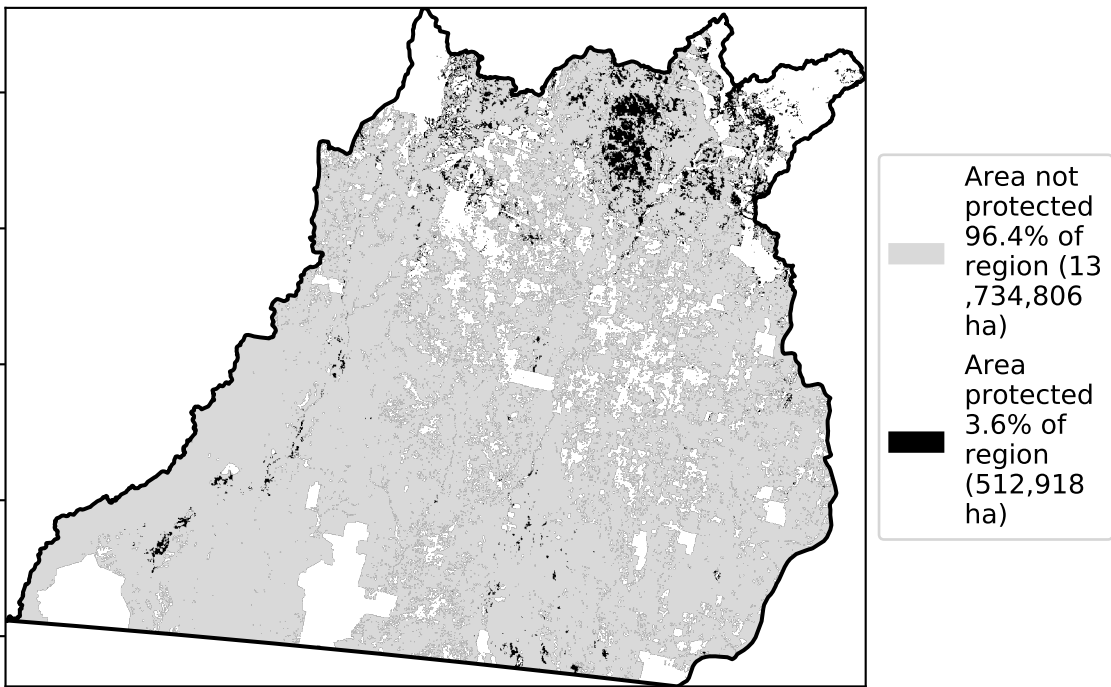 Area not
protected
96.4% of
region (13
,734,806
ha)
Area
protected
3.6% of
region
(512,918
ha)